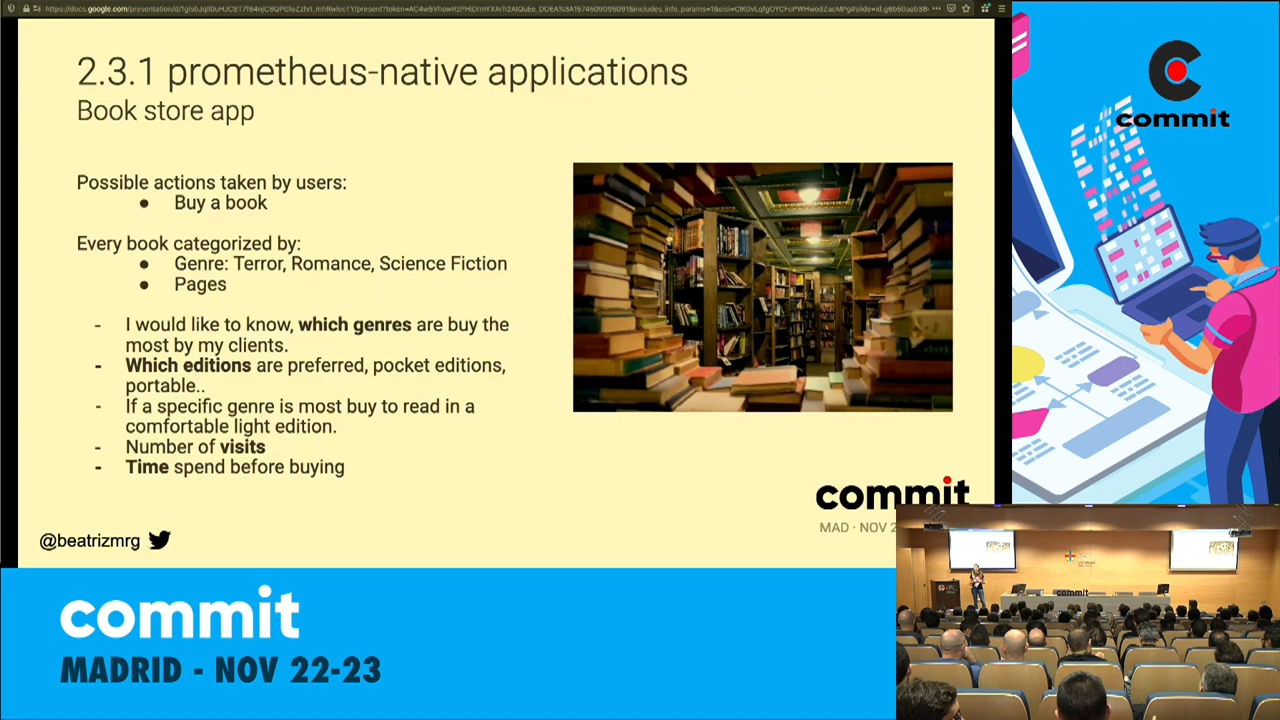 2.3.1 prometheus-native applications
Book store app
Possible actions taken by users:
● Buy a book
Every book categorized by:
● Genre: Terror, Romance, Science Fiction
● Pages
- I would like to know, which genres are buy the
most by my clients.
- Which editions are preferred, pocket editions,
portable..
- If a specific genre is most buy to read in a
comfortable light edition.
- Number of visits
- Time spend before buying
commit
MAD · NOV 2
@beatrizmrg
commit
MADRID - NOV 22-23
commit
commit